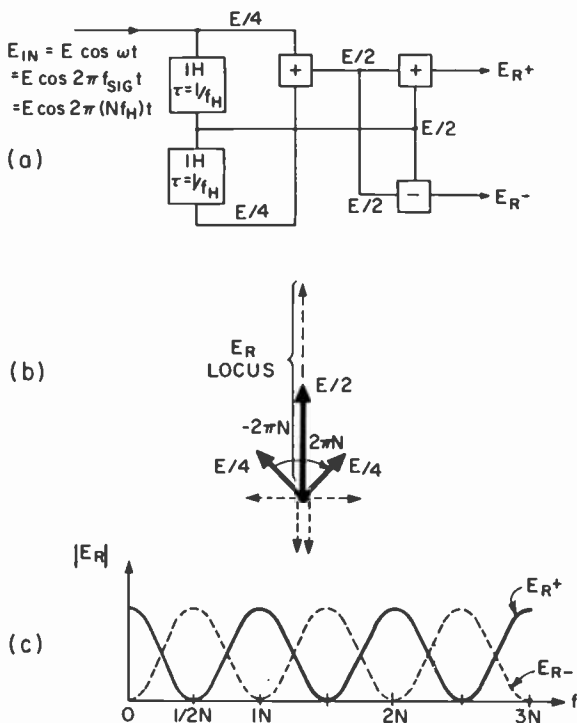 E/4
E_IN = E cos ωt
= E cos 2π f_SIG t
= E cos 2π (N f_H) t
1H
τ = 1/f_H
+
E/2
+
E_R+
(a)
E/2
1H
τ = 1/f_H
E/4
E/2
−
E_R-
(b)
E_R
LOCUS
E/2
-2πN
2πN
E/4
E/4
|E_R|
E_R+
(c)
E_R-
0
1/2N
1N
2N
3N
f